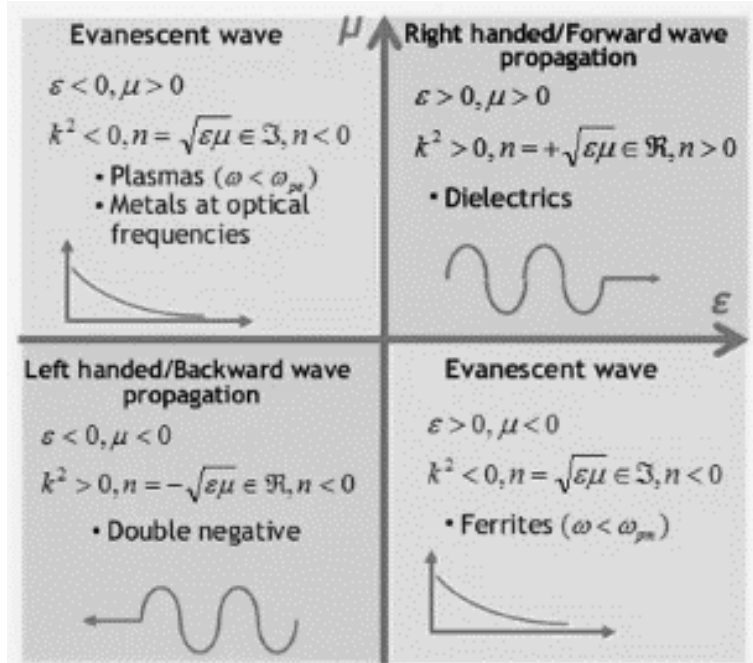 Evanescent wave
ε < 0, μ > 0
k² < 0, n = √εμ ∈ ℑ, n < 0
• Plasmas (ω < ωₚₑ)
• Metals at optical
frequencies
μ
Right handed/Forward wave
propagation
ε > 0, μ > 0
k² > 0, n = +√εμ ∈ ℜ, n > 0
• Dielectrics
ε
Left handed/Backward wave
propagation
ε < 0, μ < 0
k² > 0, n = −√εμ ∈ ℜ, n < 0
• Double negative
Evanescent wave
ε > 0, μ < 0
k² < 0, n = √εμ ∈ ℑ, n < 0
• Ferrites (ω < ωₚₘ)